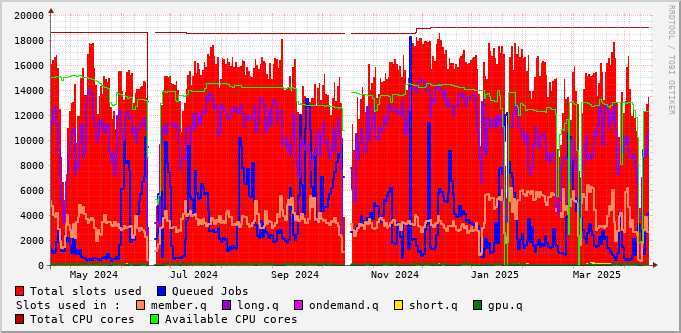 20000
18000
16000
14000
12000
10000
8000
6000
4000
2000
0
May 2024 Jul 2024 Sep 2024 Nov 2024 Jan 2025 Mar 2025
RRDTOOL / TOBI OETIKER
Total slots used Queued Jobs
Slots used in : member.q long.q ondemand.q short.q gpu.q
Total CPU cores Available CPU cores